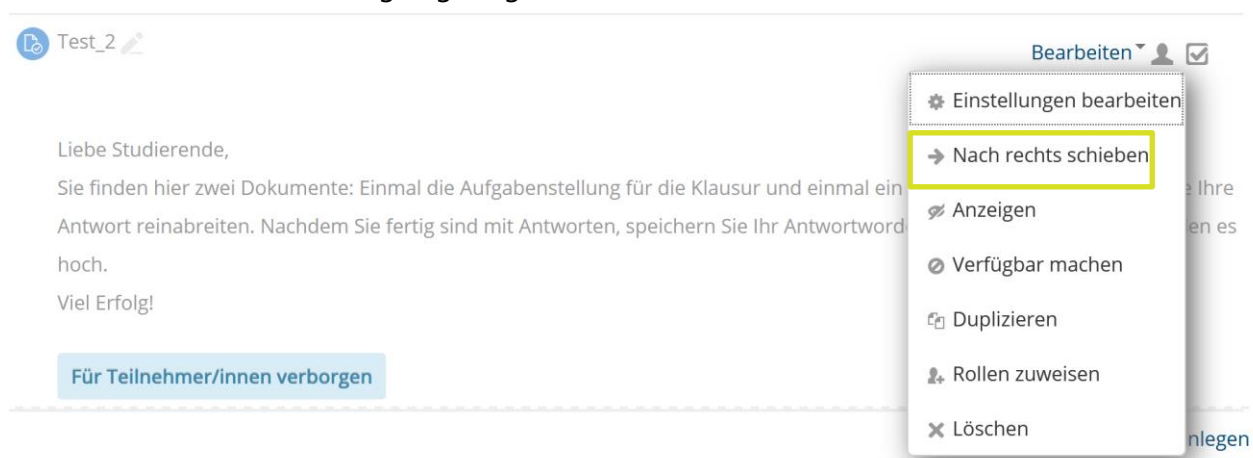 Test_2
Bearbeiten
Einstellungen bearbeiten
Nach rechts schieben
Anzeigen
Verfügbar machen
Duplizieren
Rollen zuweisen
Löschen
Liebe Studierende,
Sie finden hier zwei Dokumente: Einmal die Aufgabenstellung für die Klausur und einmal ein Ihre
Antwort reinabreiten. Nachdem Sie fertig sind mit Antworten, speichern Sie Ihr Antwortword en es
hoch.
Viel Erfolg!
Für Teilnehmer/innen verborgen
nlegen